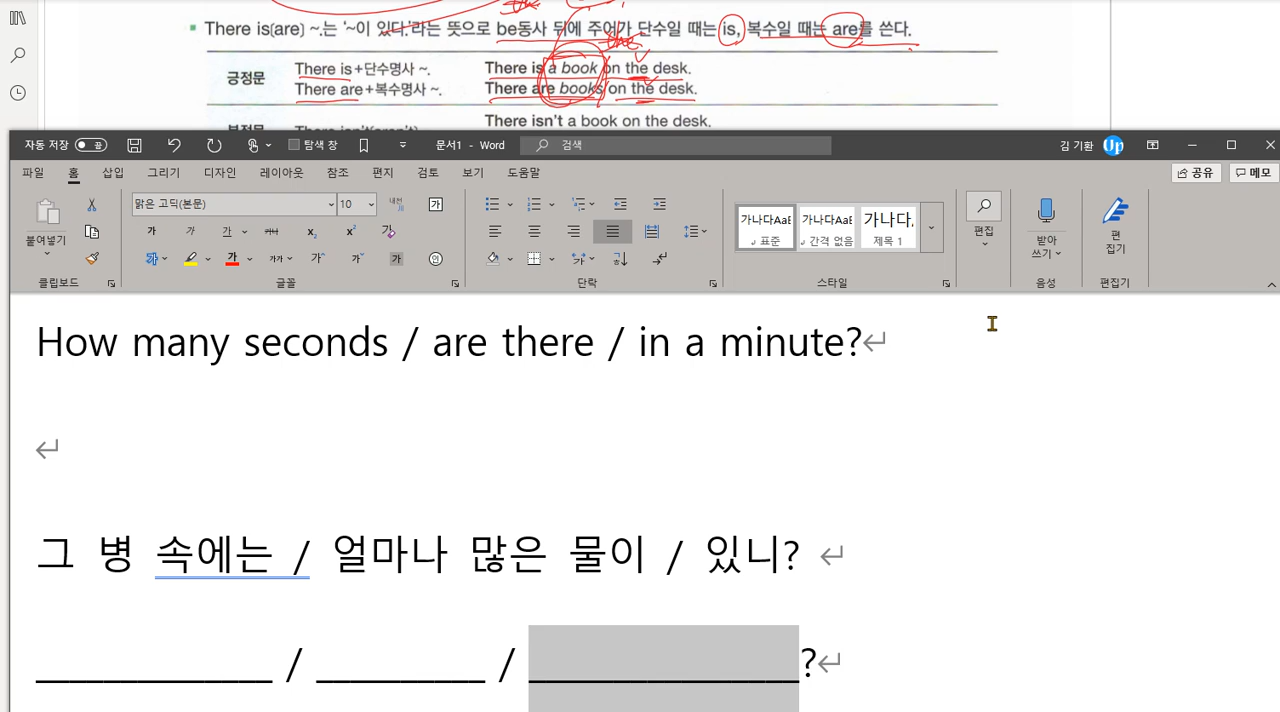 There is(are) ~.는 '~이 있다.'라는 뜻으로 be동사 뒤에 주어가 단수일 때는 is, 복수일 때는 are를 쓴다.
긍정문
There is+단수명사 ~.
There is a book on the desk.
There are+복수명사 ~.
There are books on the desk.
There isn't a book on the desk.
자동 저장 끔 탐색 창 문서1 - Word 검색 김 기환
파일 홈 삽입 그리기 디자인 레이아웃 참조 편지 검토 보기 도움말 공유 메모
맑은 고딕(본문) 10
붙여넣기
가나다AaB 가나다AaB 가나다.
표준 간격 없음 제목 1
편집
받아쓰기
편집기
클립보드 글꼴 단락 스타일 음성 편집기
How many seconds / are there / in a minute?
그 병 속에는 / 얼마나 많은 물이 / 있니?
______________ / __________ / ________________?